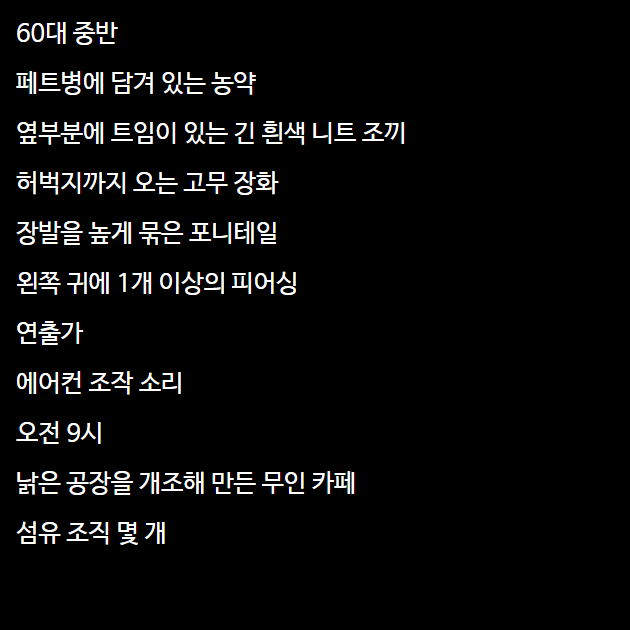 60대 중반
페트병에 담겨 있는 농약
옆부분에 트임이 있는 긴 흰색 니트 조끼
허벅지까지 오는 고무 장화
장발을 높게 묶은 포니테일
왼쪽 귀에 1개 이상의 피어싱
연출가
에어컨 조작 소리
오전 9시
낡은 공장을 개조해 만든 무인 카페
섬유 조직 몇 개